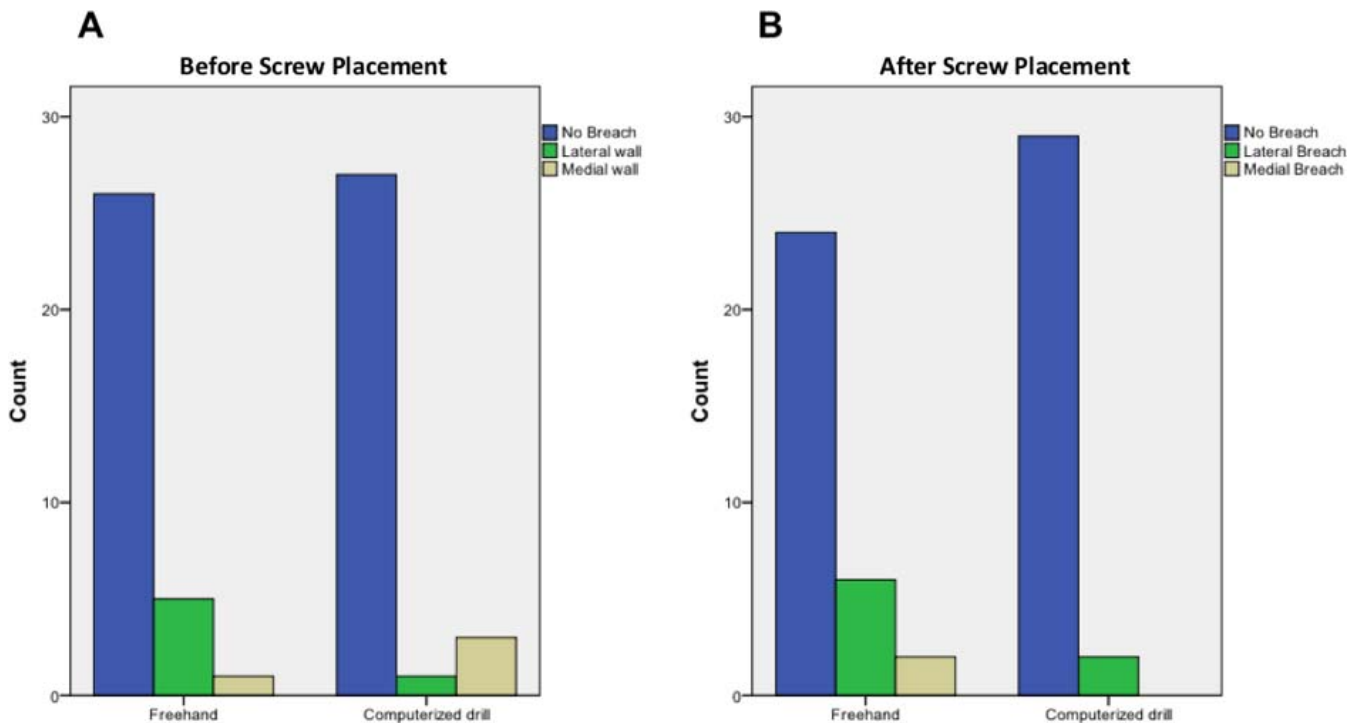 A
Before Screw Placement
30
20
10
0
Count
Freehand
Computerized drill
No Breach
Lateral wall
Medial wall
B
After Screw Placement
30
20
10
0
Count
Freehand
Computerized drill
No Breach
Lateral Breach
Medial Breach